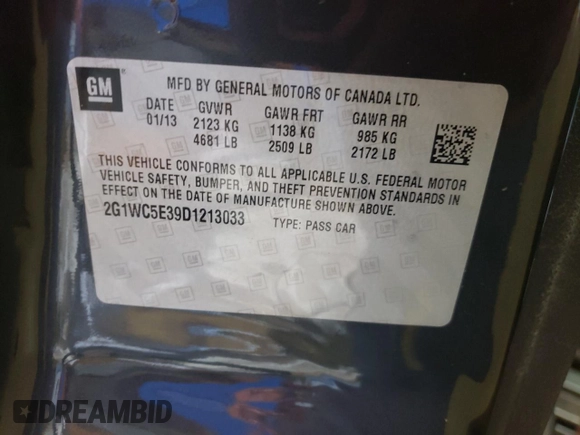 GM
MFD BY GENERAL MOTORS OF CANADA LTD.
DATE GVWR GAWR FRT GAWR RR
01/13 2123 KG 1138 KG 985 KG
4681 LB 2509 LB 2172 LB
THIS VEHICLE CONFORMS TO ALL APPLICABLE U.S. FEDERAL MOTOR
VEHICLE SAFETY, BUMPER, AND THEFT PREVENTION STANDARDS IN
EFFECT ON THE DATE OF MANUFACTURE SHOWN ABOVE.
2G1WC5E39D1213033 TYPE: PASS CAR
DREAMBID